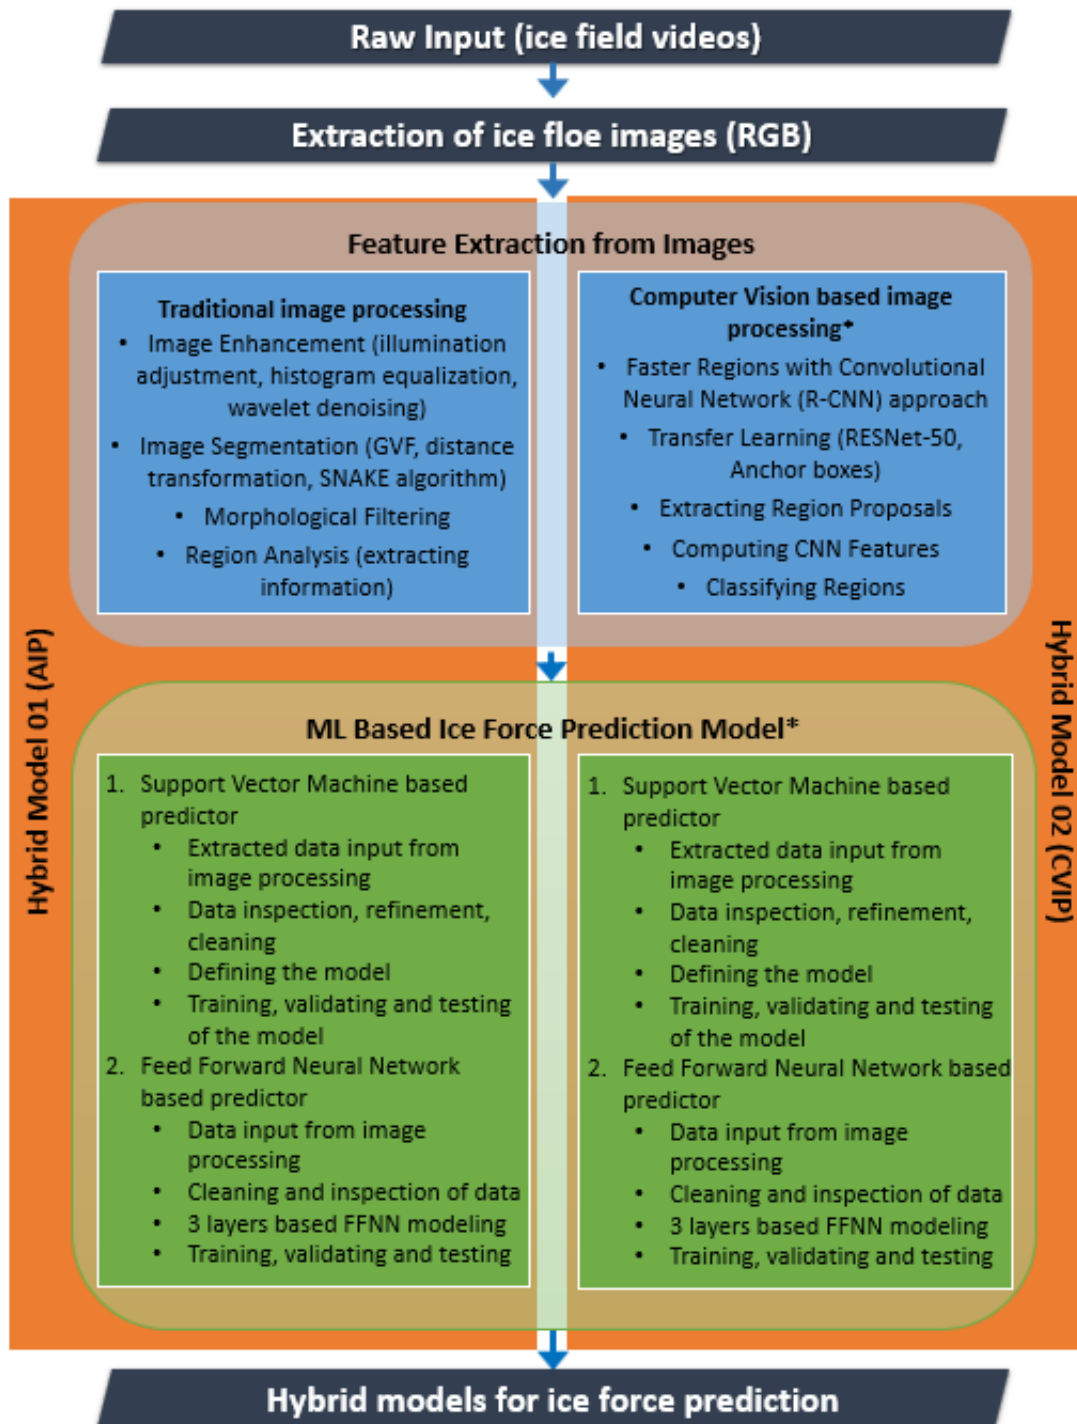 Raw Input (ice field videos)
Extraction of ice floe images (RGB)
Feature Extraction from Images
Traditional image processing
• Image Enhancement (illumination
adjustment, histogram equalization,
wavelet denoising)
• Image Segmentation (GVF, distance
transformation, SNAKE algorithm)
• Morphological Filtering
• Region Analysis (extracting
information)
Computer Vision based image
processing*
• Faster Regions with Convolutional
Neural Network (R-CNN) approach
• Transfer Learning (RESNet-50,
Anchor boxes)
• Extracting Region Proposals
• Computing CNN Features
• Classifying Regions
Hybrid Model 01 (AIP)
Hybrid Model 02 (CVIP)
ML Based Ice Force Prediction Model*
1. Support Vector Machine based
predictor
• Extracted data input from
image processing
• Data inspection, refinement,
cleaning
• Defining the model
• Training, validating and testing
of the model
2. Feed Forward Neural Network
based predictor
• Data input from image
processing
• Cleaning and inspection of data
• 3 layers based FFNN modeling
• Training, validating and testing
1. Support Vector Machine based
predictor
• Extracted data input from
image processing
• Data inspection, refinement,
cleaning
• Defining the model
• Training, validating and testing
of the model
2. Feed Forward Neural Network based
predictor
• Data input from image
processing
• Cleaning and inspection of data
• 3 layers based FFNN modeling
• Training, validating and testing
Hybrid models for ice force prediction